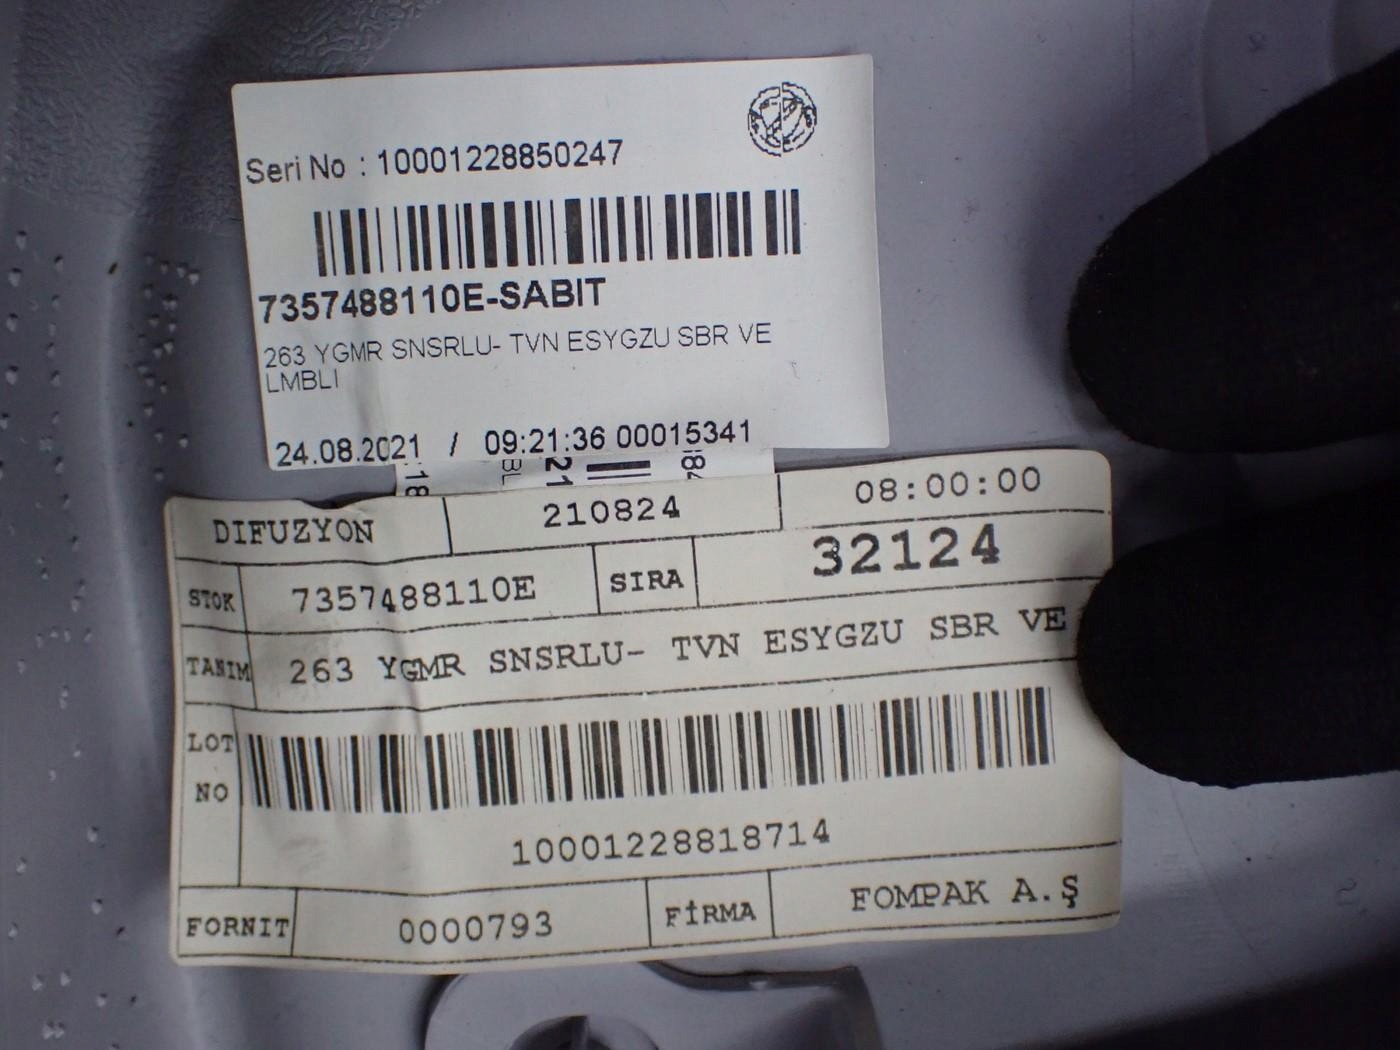 Seri No : 10001228850247
7357488110E-SABIT
263 YGMR SNSRLU- TVN ESYGZU SBR VE
LMBLI
24.08.2021 / 09:21:36 00015341
DIFUZYON 210824 08:00:00
STOK 7357488110E SIRA 32124
TANIM 263 YGMR SNSRLU- TVN ESYGZU SBR VE
LOT
NO
10001228818714
FORNIT 0000793 FİRMA FOMPAK A.Ş